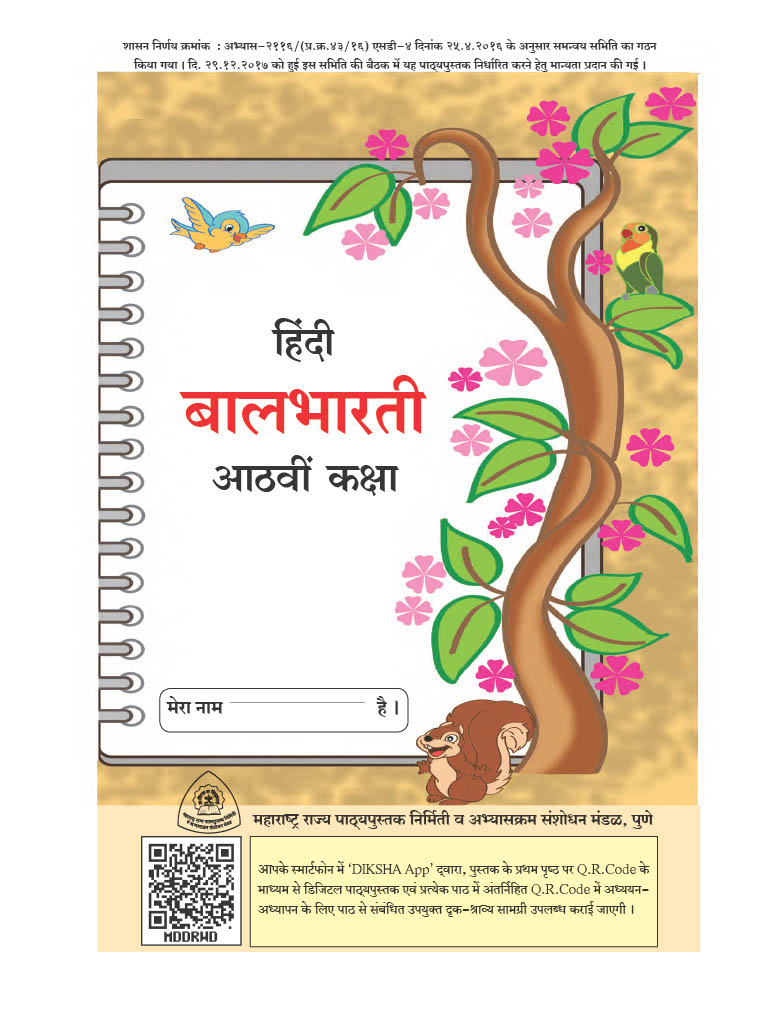 शासन निर्णय क्रमांक : अभ्यास-२११६/(प्र.क्र.४३/१६) एसडी-४ दिनांक २५.४.२०१६ के अनुसार समन्वय समिति का गठन
किया गया । दि. २९.१२.२०१७ को हुई इस समिति की बैठक में यह पाठ्यपुस्तक निर्धारित करने हेतु मान्यता प्रदान की गई ।
हिंदी
बालभारती
आठवीं कक्षा
मेरा नाम है ।
महाराष्ट्र राज्य पाठ्यपुस्तक निर्मिती व अभ्यासक्रम संशोधन मंडळ, पुणे
आपके स्मार्टफोन में ‘DIKSHA App’ द्वारा, पुस्तक के प्रथम पृष्ठ पर Q.R.Code के
माध्यम से डिजिटल पाठ्यपुस्तक एवं प्रत्येक पाठ में अंतर्निहित Q.R.Code में अध्ययन-
अध्यापन के लिए पाठ से संबंधित उपयुक्त दृक-श्राव्य सामग्री उपलब्ध कराई जाएगी ।
MDDRWD